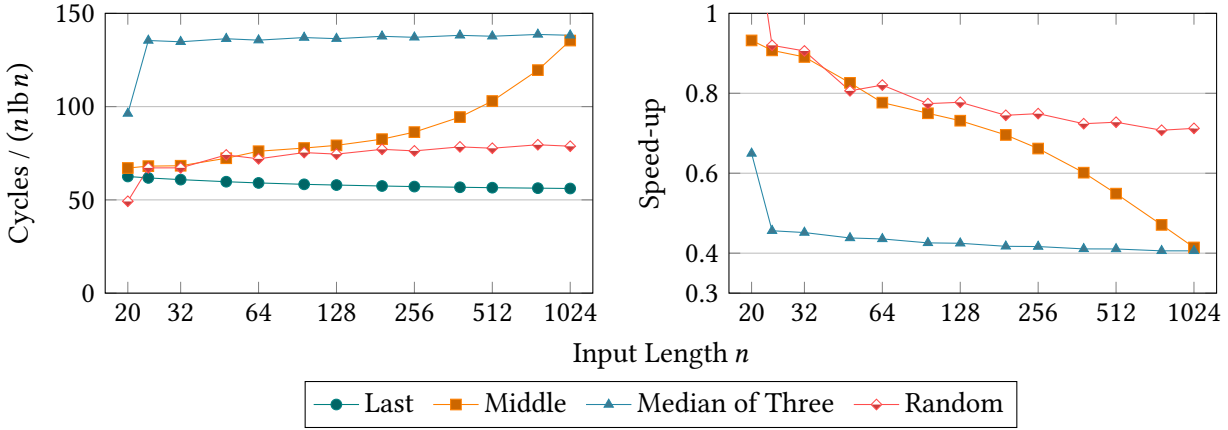 Cycles / (n lb n)
150
100
50
0
20 32 64 128 256 512 1024
Speed-up
1
0.8
0.6
0.4
0.3
20 32 64 128 256 512 1024
Input Length n
Last Middle Median of Three Random